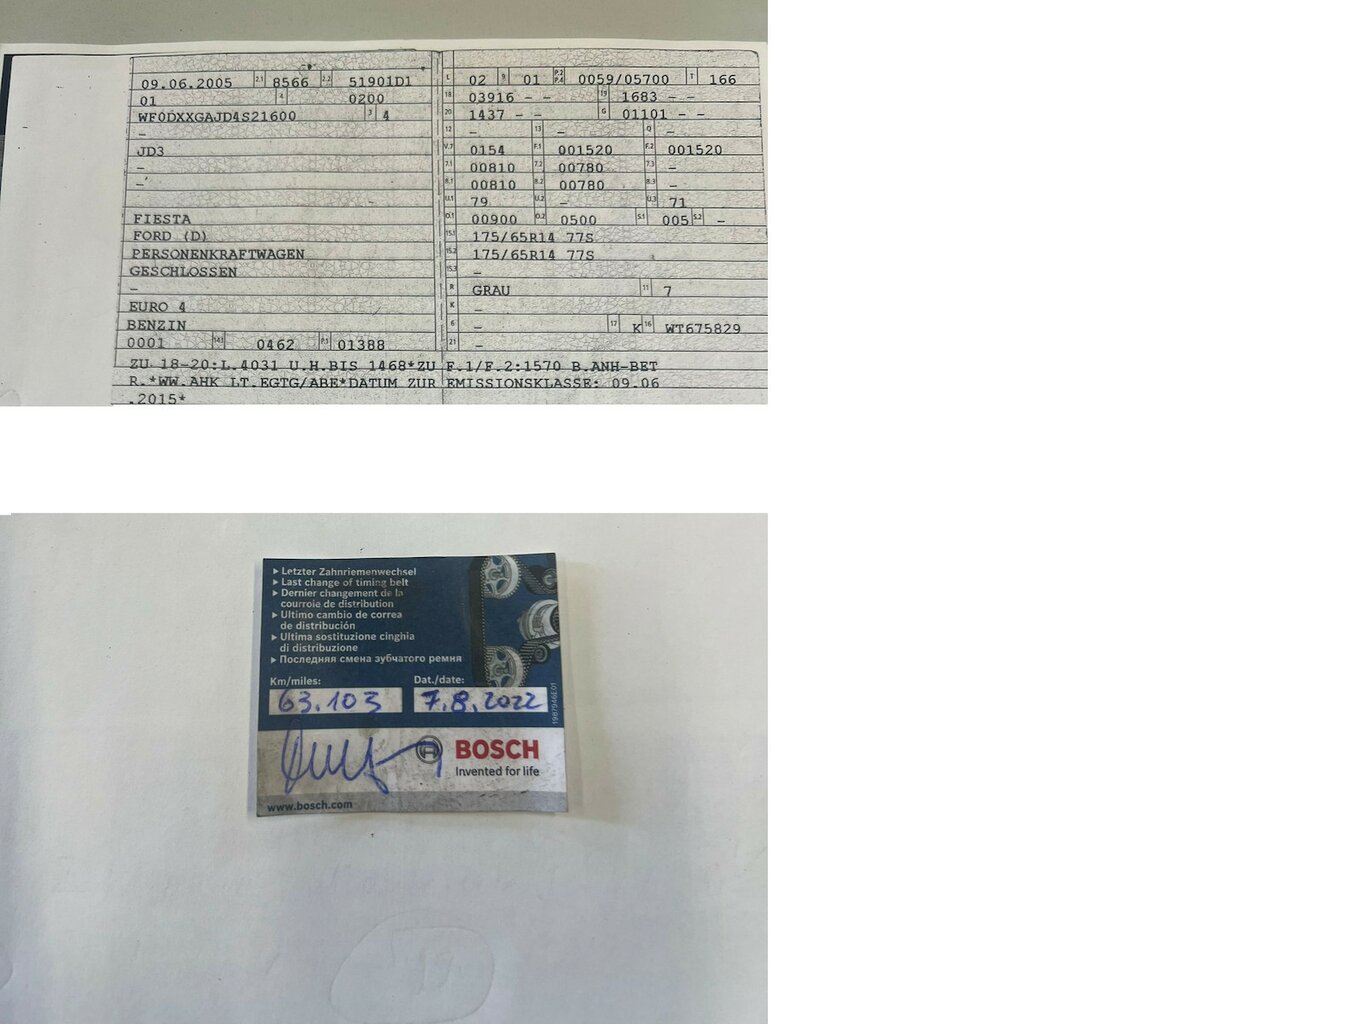 09.06.2005 2.1 8566 2.2 51901D1
01 4 0200
WF0DXXGAJD4S21600 3 4
–
JD3
–
–
FIESTA
FORD (D)
PERSONENKRAFTWAGEN
GESCHLOSSEN
–
EURO 4
BENZIN
0001 14.1 0462 P.1 01388
L 02 9 01 P.2 P.4 0059/05700 T 166
18 03916 – – 19 1683 – –
20 1437 – – G 01101 – –
12 – 13 – Q –
V.7 0154 F.1 001520 F.2 001520
7.1 00810 7.2 00780 7.3 –
8.1 00810 8.2 00780 8.3 –
U.1 79 U.2 – U.3 71
O.1 00900 O.2 0500 S.1 005 S.2 –
15.1 175/65R14 77S
15.2 175/65R14 77S
15.3 –
R GRAU 11 7
K –
6 – 17 K 16 WT675829
21 –
ZU 18-20:L.4031 U.H.BIS 1468*ZU F.1/F.2:1570 B.ANH-BET
R.*WW.AHK LT.EGTG/ABE*DATUM ZUR EMISSIONSKLASSE: 09.06
.2015*
Letzter Zahnriemenwechsel
Last change of timing belt
Dernier changement de la
courroie de distribution
Ultimo cambio de correa
de distribución
Ultima sostituzione cinghia
di distribuzione
Последняя смена зубчатого ремня
Km/miles: Dat./date:
63.103 7.8.2022
1987946E01
BOSCH
Invented for life
www.bosch.com